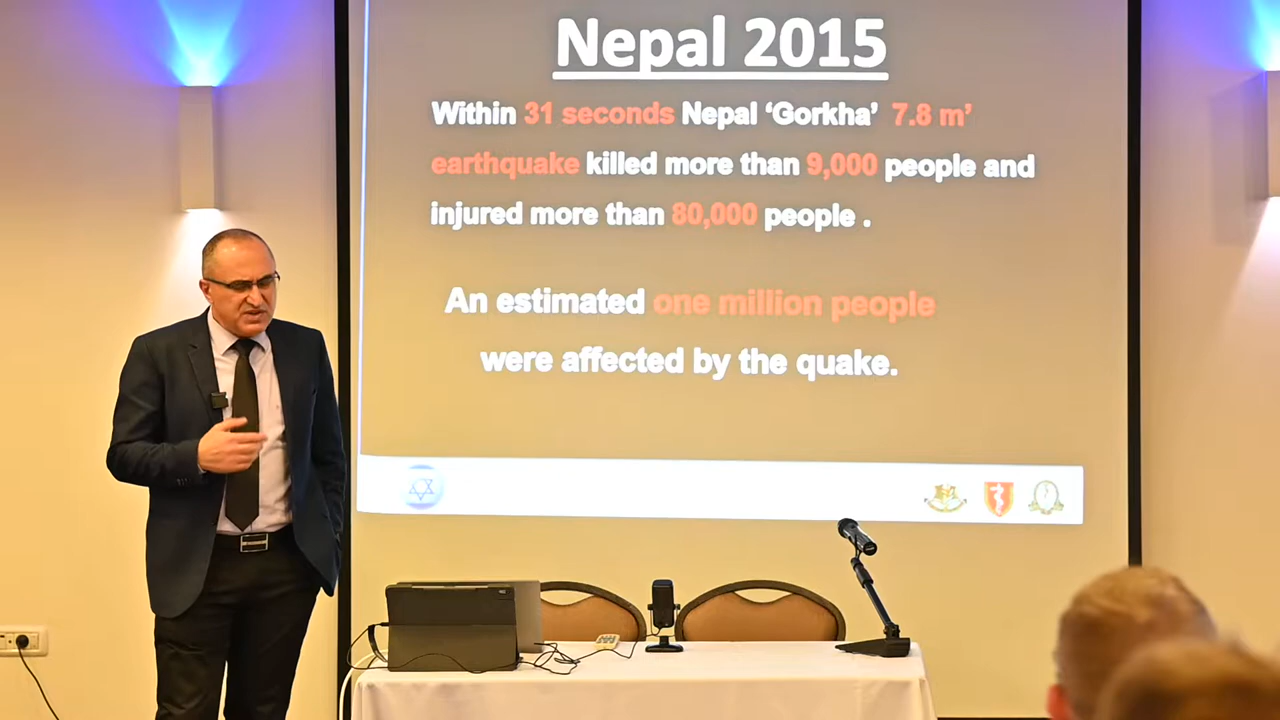 Nepal 2015
Within 31 seconds Nepal ‘Gorkha’ 7.8 m’
earthquake killed more than 9,000 people and
injured more than 80,000 people .
An estimated one million people
were affected by the quake.